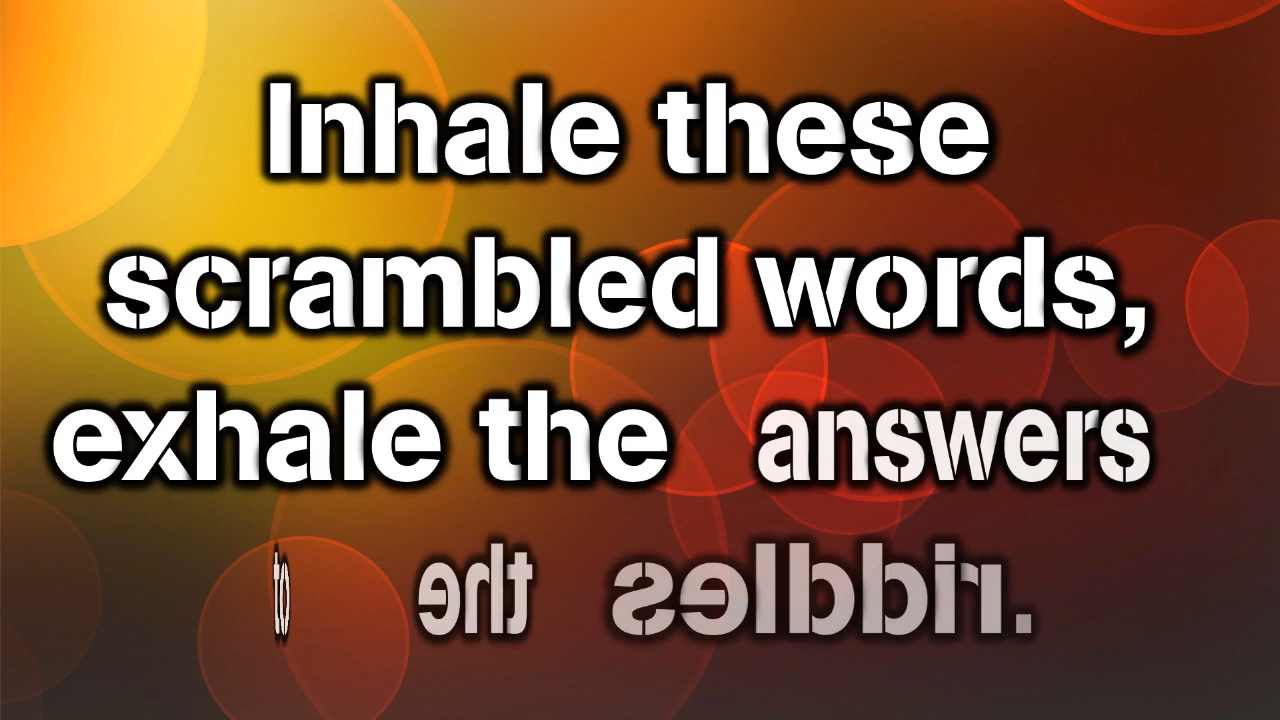 Inhale these
scrambled words,
exhale the answers
to the riddles.